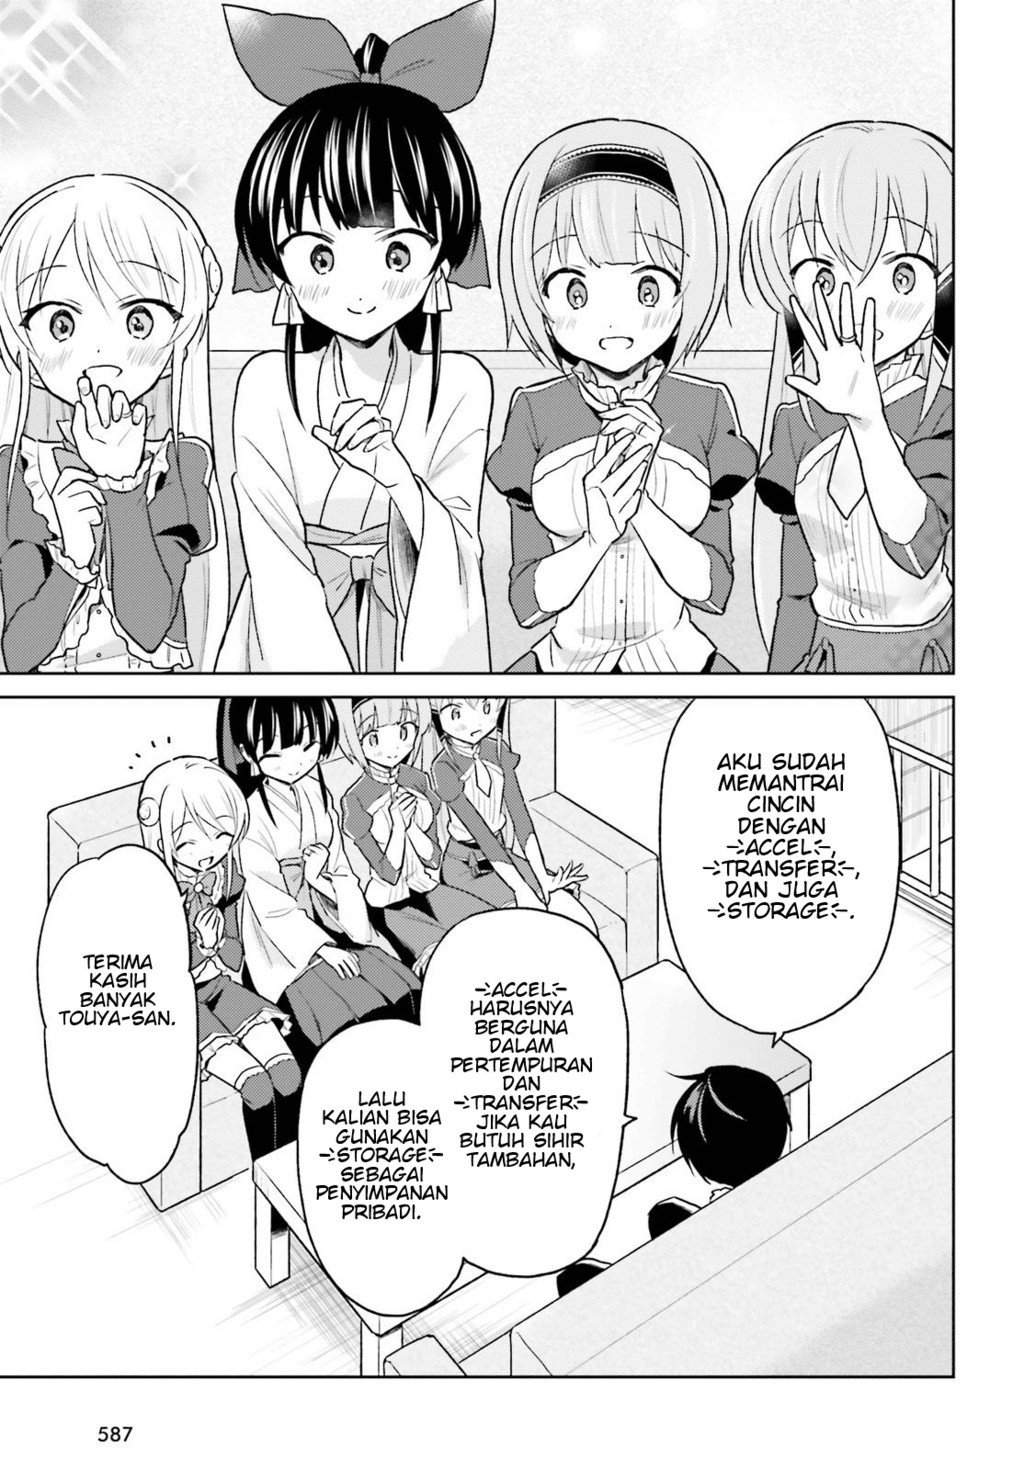 AKU SUDAH
MEMANTRAI
CINCIN
DENGAN
-ACCEL-,
-TRANSFER-,
DAN JUGA
-STORAGE-.
-ACCEL-
HARUSNYA
BERGUNA
DALAM
PERTEMPURAN
DAN
-TRANSFER-
JIKA KAU
BUTUH SIHIR
TAMBAHAN,
LALU
KALIAN BISA
GUNAKAN
-STORAGE-
SEBAGAI
PENYIMPANAN
PRIBADI.
TERIMA
KASIH
BANYAK
TOUYA-SAN.
587